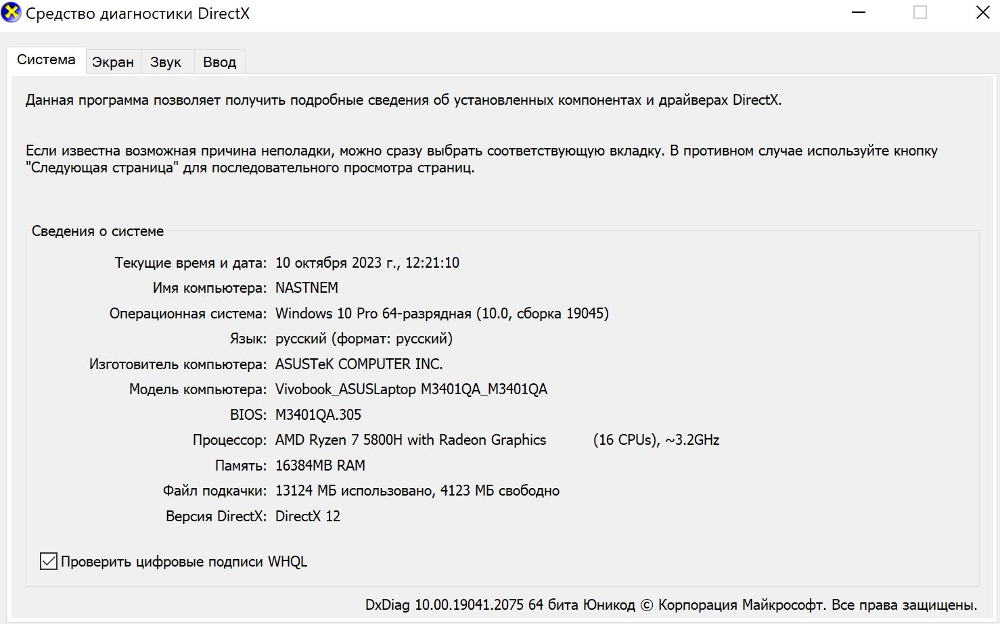 Средство диагностики DirectX
Система Экран Звук Ввод
Данная программа позволяет получить подробные сведения об установленных компонентах и драйверах DirectX.
Если известна возможная причина неполадки, можно сразу выбрать соответствующую вкладку. В противном случае используйте кнопку
"Следующая страница" для последовательного просмотра страниц.
Сведения о системе
Текущие время и дата: 10 октября 2023 г., 12:21:10
Имя компьютера: NASTNEM
Операционная система: Windows 10 Pro 64-разрядная (10.0, сборка 19045)
Язык: русский (формат: русский)
Изготовитель компьютера: ASUSTeK COMPUTER INC.
Модель компьютера: Vivobook_ASUSLaptop M3401QA_M3401QA
BIOS: M3401QA.305
Процессор: AMD Ryzen 7 5800H with Radeon Graphics (16 CPUs), ~3.2GHz
Память: 16384MB RAM
Файл подкачки: 13124 МБ использовано, 4123 МБ свободно
Версия DirectX: DirectX 12
Проверить цифровые подписи WHQL
DxDiag 10.00.19041.2075 64 бита Юникод © Корпорация Майкрософт. Все права защищены.